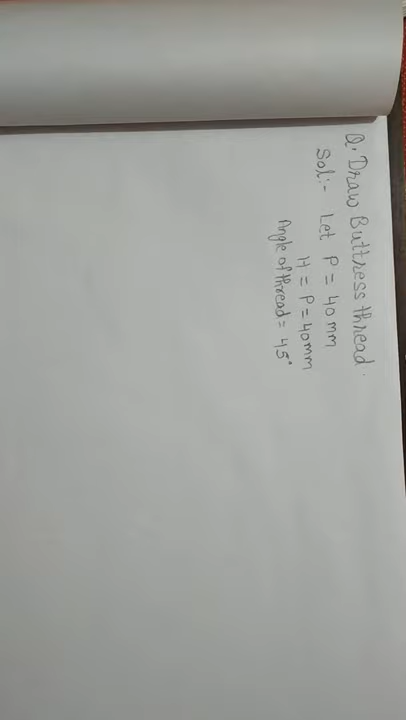 Q. Draw Buttress thread.
Sol:- Let P = 40 mm
H = P = 40mm
Angle of thread = 45°